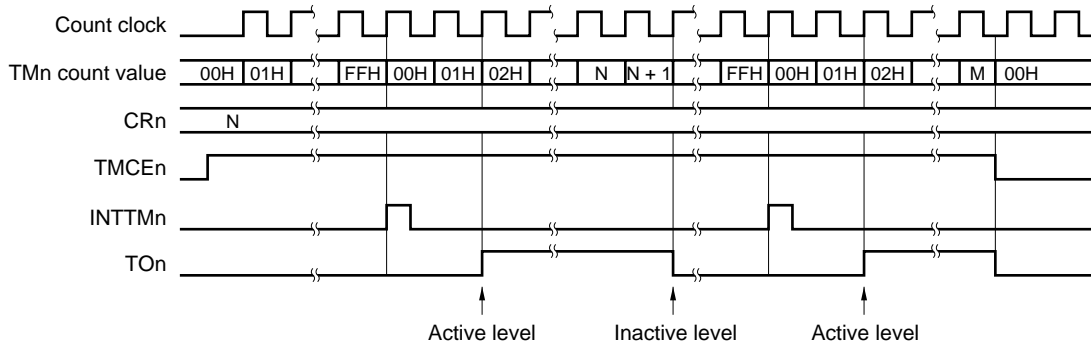 Count clock
TMn count value 00H 01H FFH 00H 01H 02H N N + 1 FFH 00H 01H 02H M 00H
CRn N
TMCEn
INTTMn
TOn
Active level Inactive level Active level